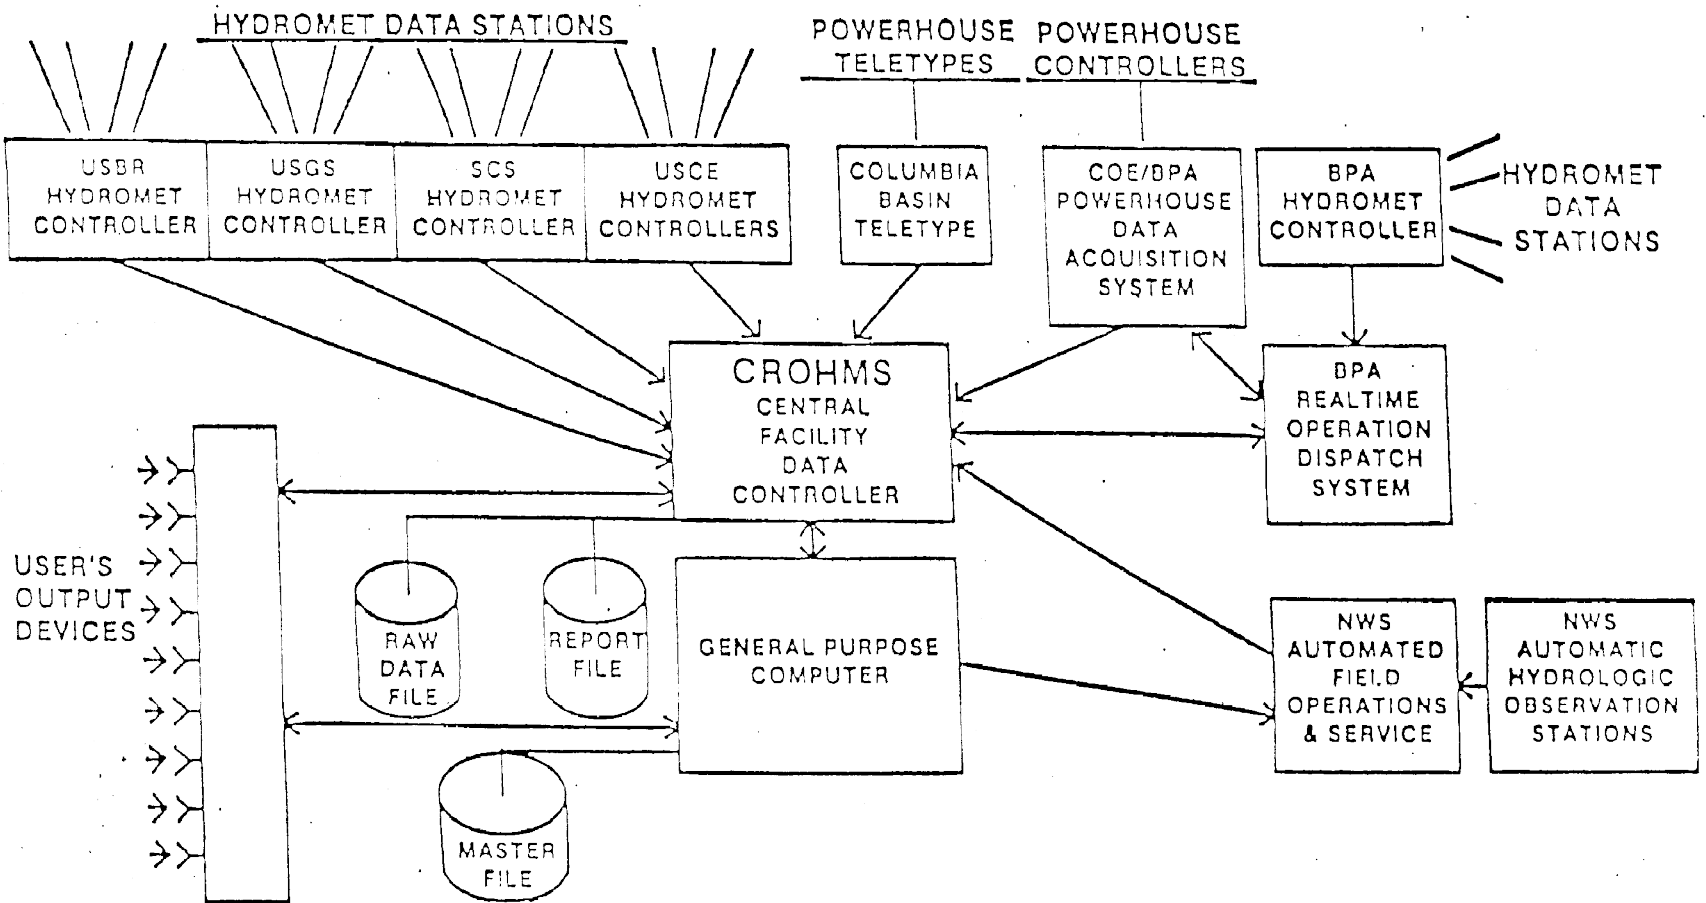 HYDROMET DATA STATIONS
POWERHOUSE
TELETYPES
POWERHOUSE
CONTROLLERS
USBR
HYDROMET
CONTROLLER
USGS
HYDROMET
CONTROLLER
SCS
HYDROMET
CONTROLLER
USCE
HYDROMET
CONTROLLERS
COLUMBIA
BASIN
TELETYPE
COE/BPA
POWERHOUSE
DATA
ACQUISITION
SYSTEM
BPA
HYDROMET
CONTROLLER
HYDROMET
DATA
STATIONS
CROHMS
CENTRAL
FACILITY
DATA
CONTROLLER
BPA
REALTIME
OPERATION
DISPATCH
SYSTEM
USER'S
OUTPUT
DEVICES
RAW
DATA
FILE
REPORT
FILE
GENERAL PURPOSE
COMPUTER
NWS
AUTOMATED
FIELD
OPERATIONS
& SERVICE
NWS
AUTOMATIC
HYDROLOGIC
OBSERVATION
STATIONS
MASTER
FILE